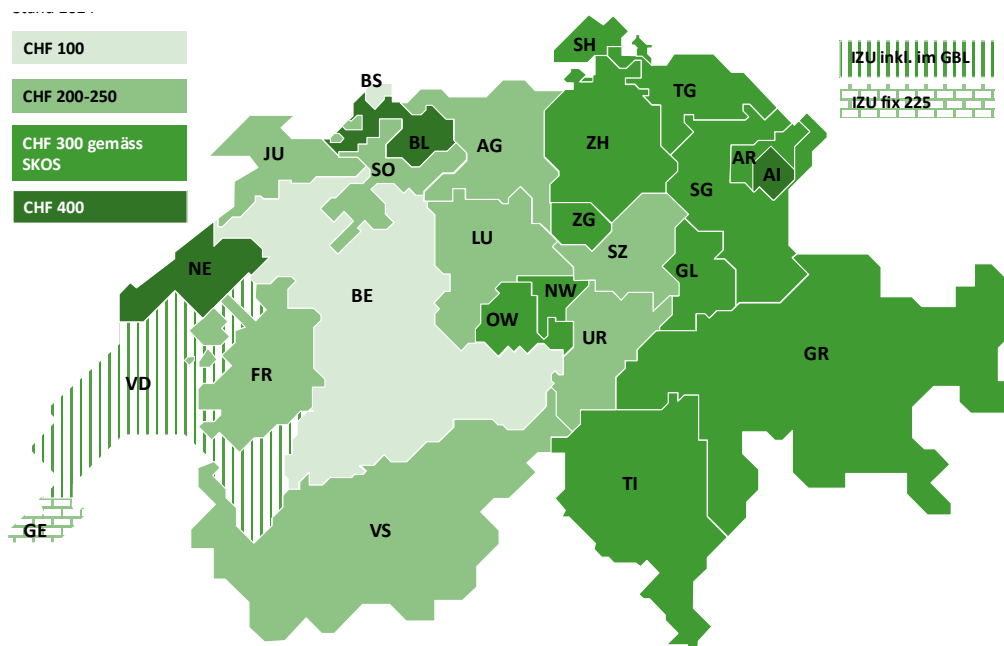 CHF 100
CHF 200-250
CHF 300 gemäss
SKOS
CHF 400
IZU inkl. im GBL
IZU fix 225
SH
BS
TG
BL
AG
ZH
JU
SO
AR
AI
SG
ZG
LU
SZ
NE
GL
BE
NW
OW
UR
GR
VD
FR
TI
GE
VS